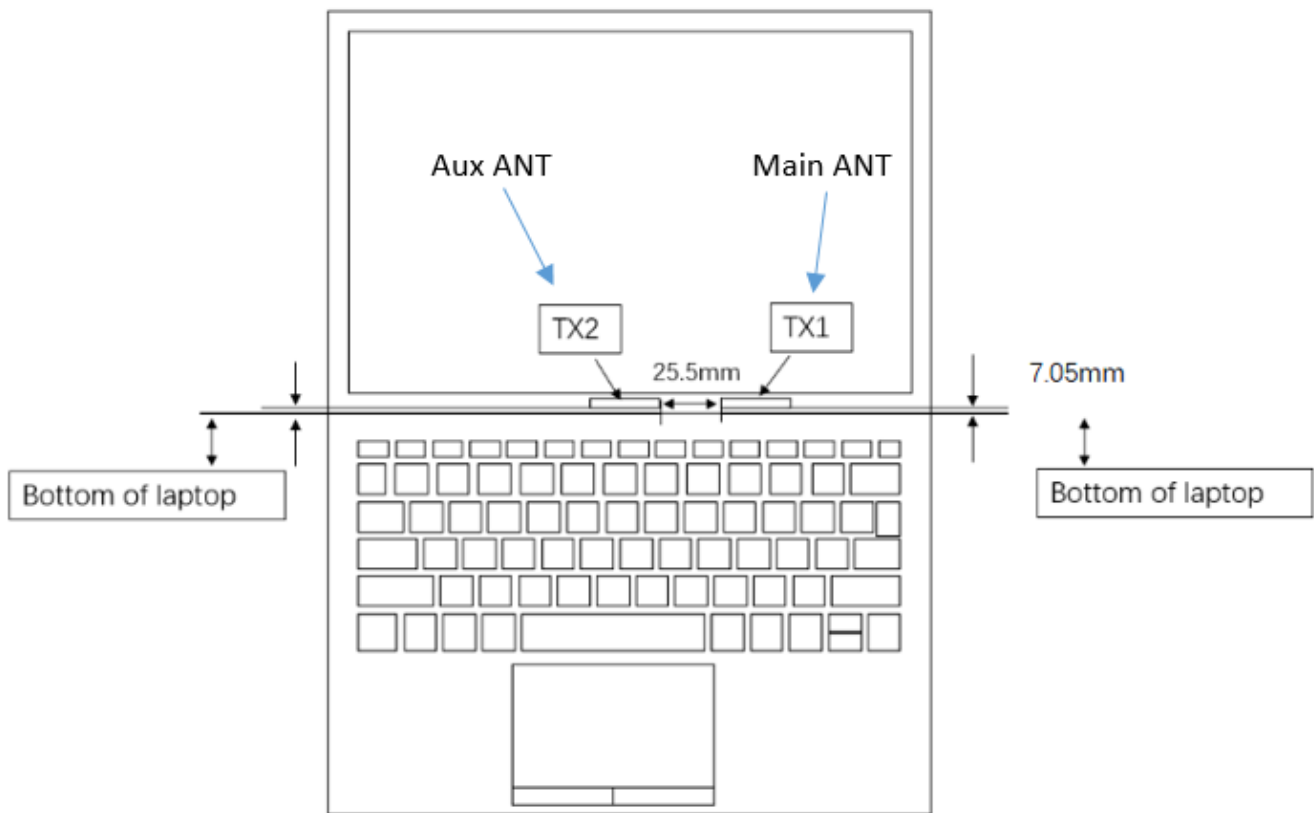 Aux ANT
Main ANT
TX2
TX1
25.5mm
7.05mm
Bottom of laptop
Bottom of laptop